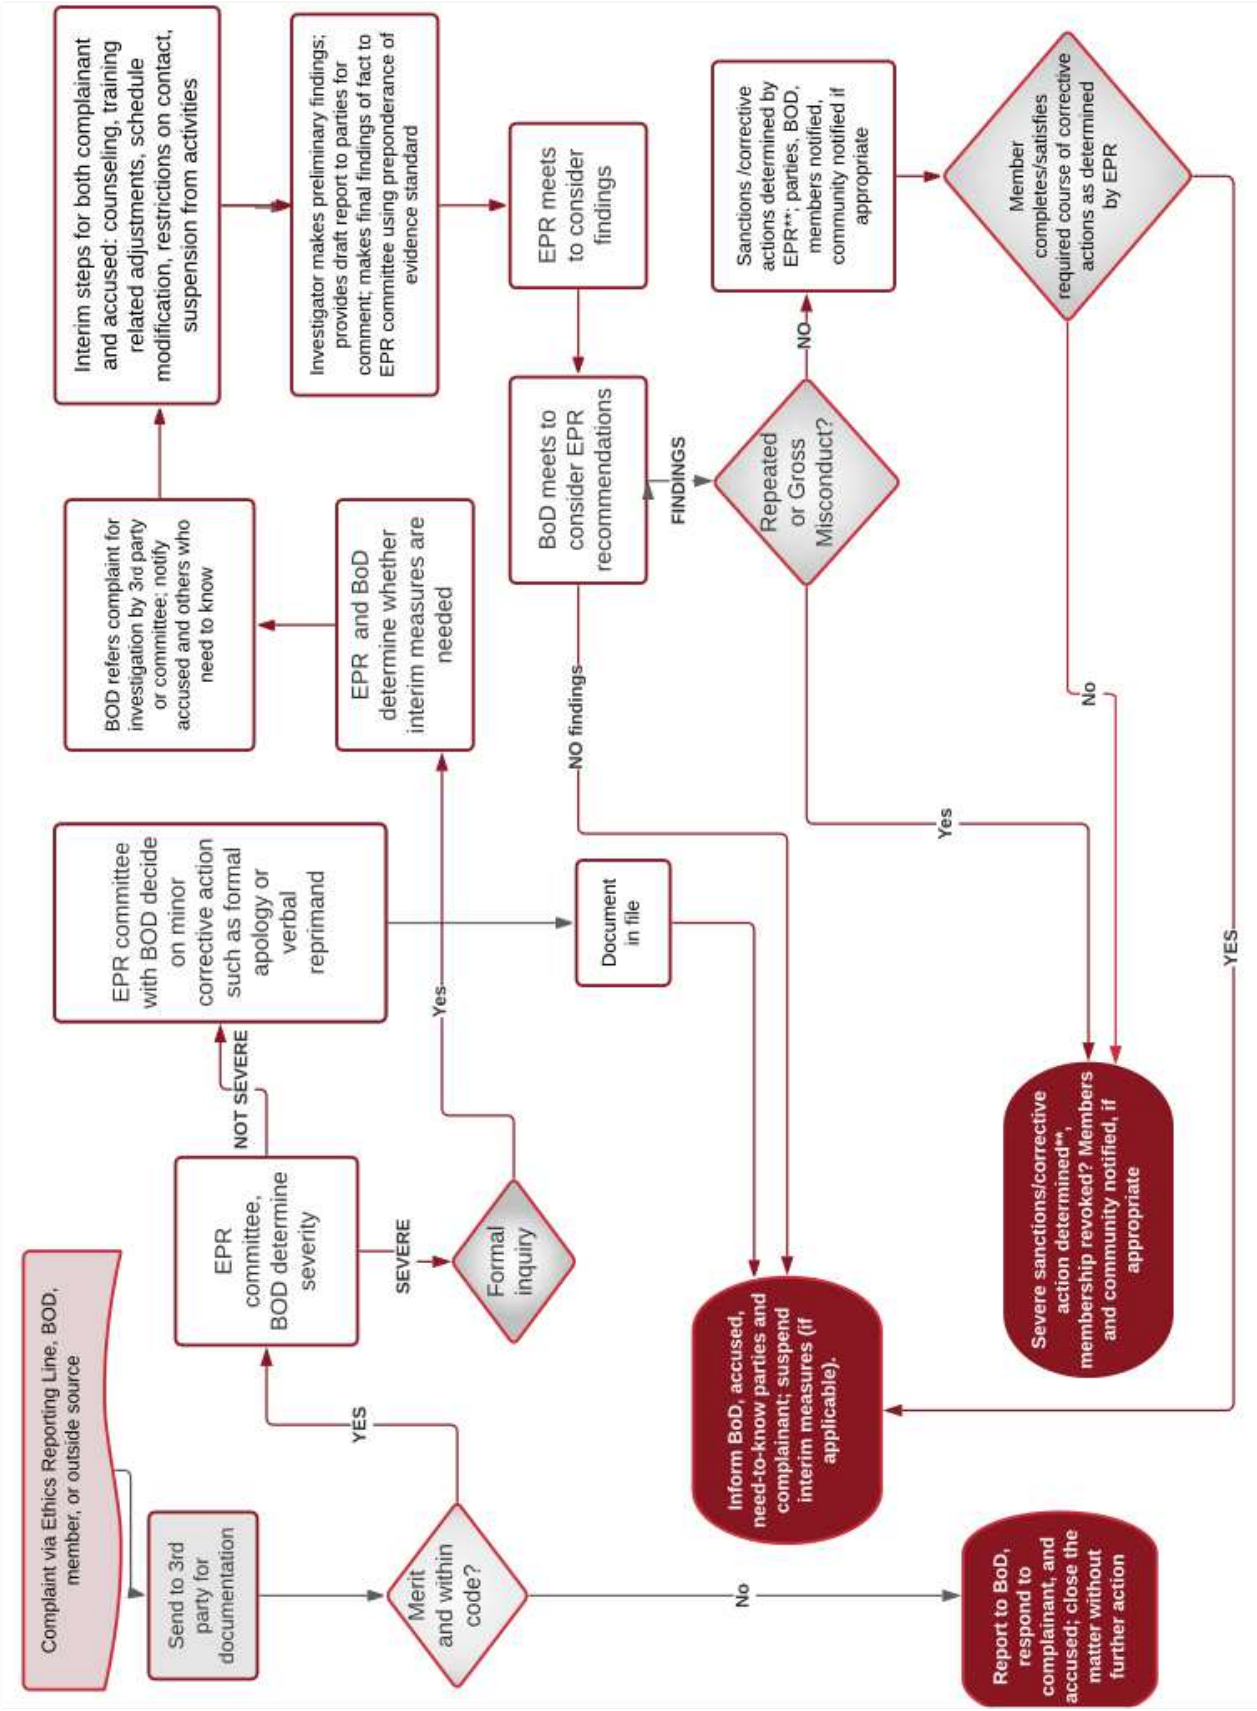 Complaint via Ethics Reporting Line, BOD,
member, or outside source
Send to 3rd
party for
documentation
Merit
and within
code?
YES
No
Report to BoD,
respond to
complainant, and
accused; close the
matter without
further action
EPR
committee,
BOD determine
severity
NOT SEVERE
SEVERE
Formal
inquiry
EPR committee
with BOD decide
on minor
corrective action
such as formal
apology or
verbal
reprimand
Document
in file
Yes
EPR and BoD
determine whether
interim measures are
needed
BOD refers complaint for
investigation by 3rd party
or committee; notify
accused and others who
need to know
Interim steps for both complainant
and accused: counseling, training
related adjustments, schedule
modification, restrictions on contact,
suspension from activities
Investigator makes preliminary findings;
provides draft report to parties for
comment; makes final findings of fact to
EPR committee using preponderance of
evidence standard
EPR meets
to consider
findings
BoD meets to
consider EPR
recommendations
NO findings
FINDINGS
Repeated
or Gross
Misconduct?
NO
Yes
Sanctions /corrective
actions determined by
EPR**; parties, BOD,
members notified,
community notified if
appropriate
Member
completes/satisfies
required course of corrective
actions as determined
by EPR
No
YES
Inform BoD, accused,
need-to-know parties and
complainant; suspend
interim measures (if
applicable).
Severe sanctions/corrective
action determined**,
membership revoked? Members
and community notified, if
appropriate